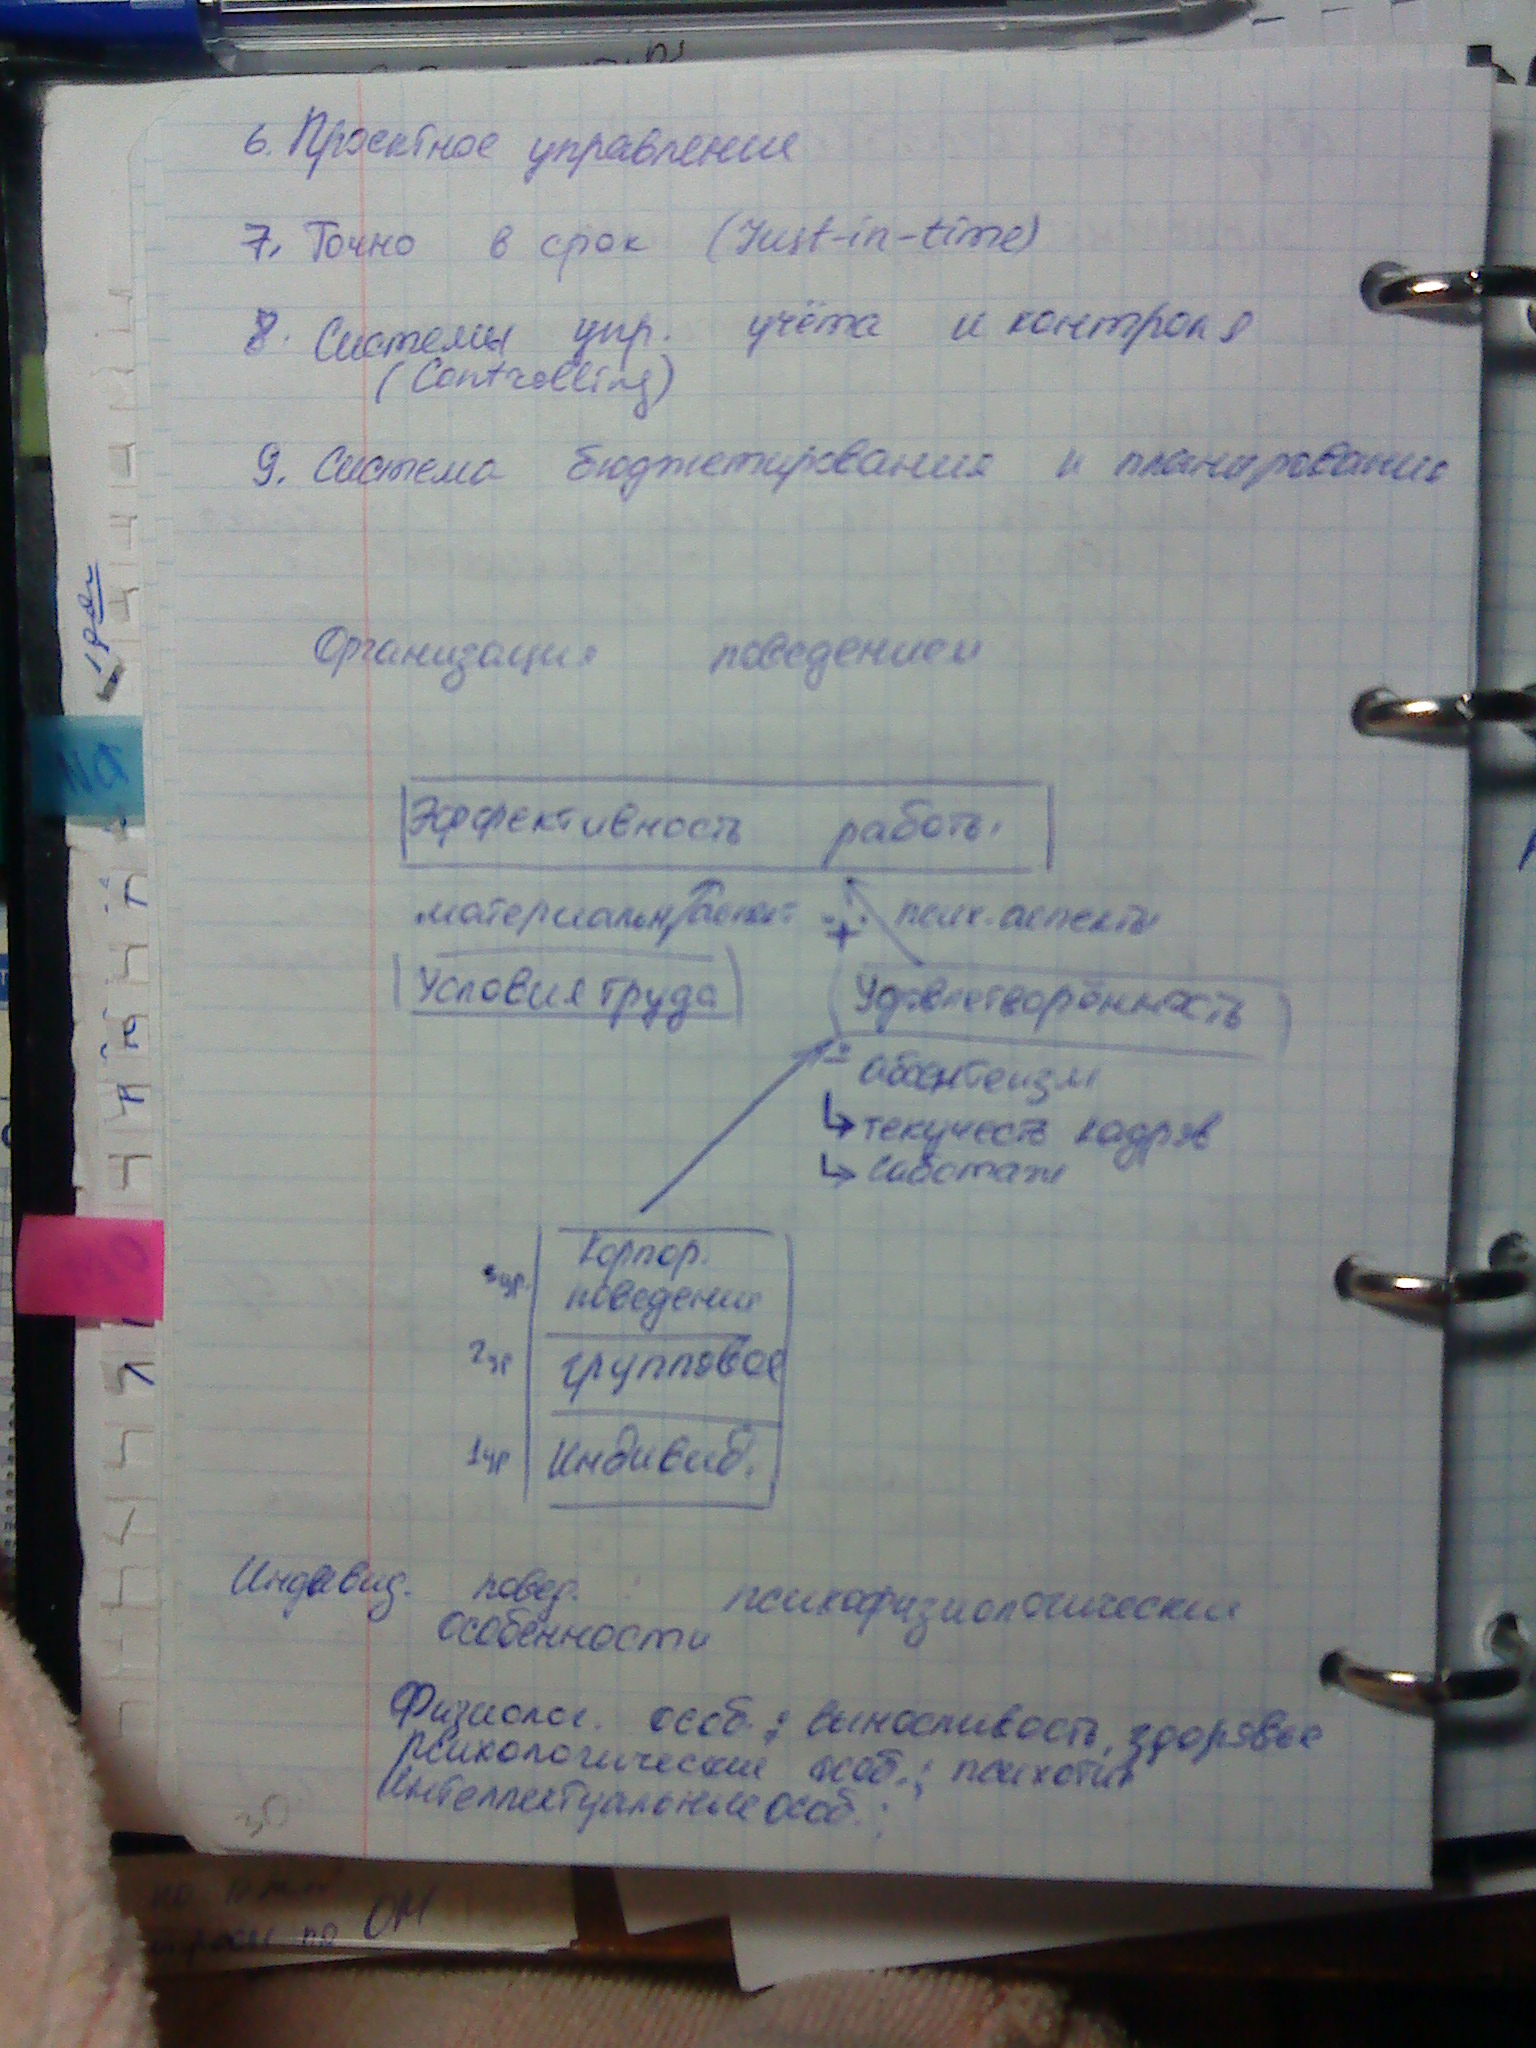 6. Проектное управление
7. Точно в срок (Just-in-time)
8. Системы упр. учёта и контроля
(Controlling)
9. Система бюджетирования и планирования
Организация поведением
Эффективность работы
материальн. аспект + псих. аспекты
Условия труда Удовлетворённость
- абсентеизм
текучесть кадров
саботаж
3 ур. Корпор.
поведение
2 ур групповое
1 ур Индивид.
Индивид. повед. : психофизиологические
особенности
Физиолог. особ.: выносливость, здоровье
психологические особ.; психотип
Интеллектуальные особ.:
30
по ОМ